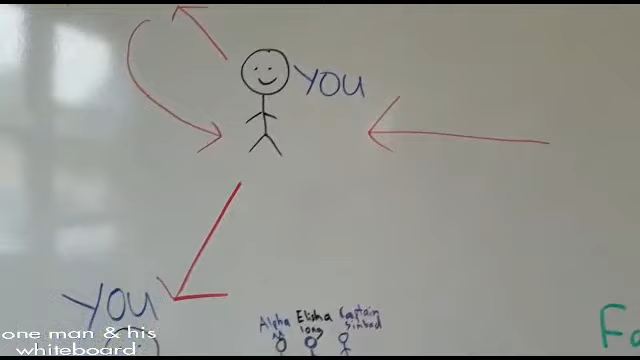 YOU
YOU
Alpha
Elisha
long
Captain
Sinbad
one man & his
whiteboard